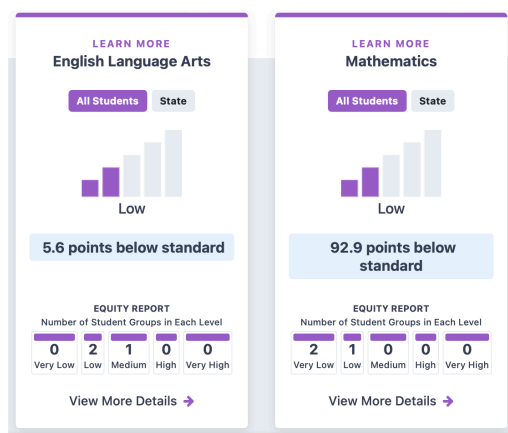 LEARN MORE
English Language Arts
All Students State
Low
5.6 points below standard
EQUITY REPORT
Number of Student Groups in Each Level
0 2 1 0 0
Very Low Low Medium High Very High
View More Details →
LEARN MORE
Mathematics
All Students State
Low
92.9 points below
standard
EQUITY REPORT
Number of Student Groups in Each Level
2 1 0 0 0
Very Low Low Medium High Very High
View More Details →